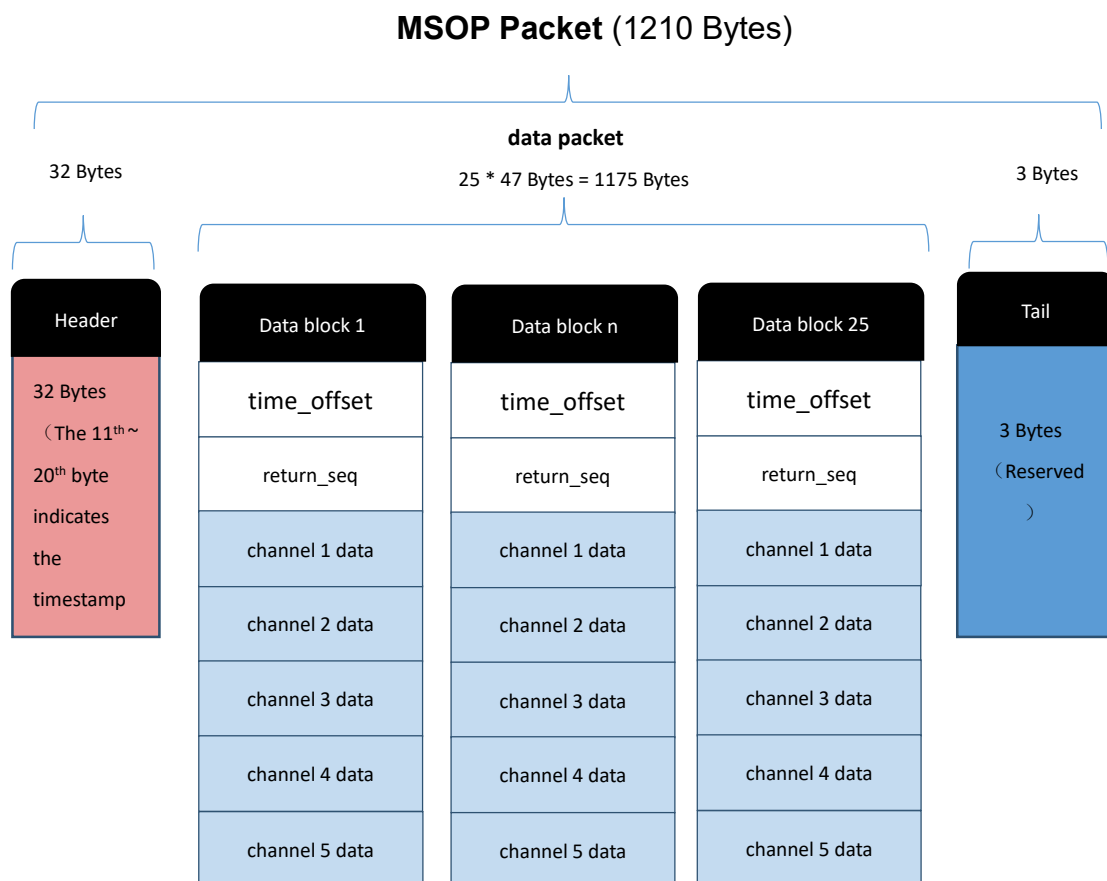 MSOP Packet (1210 Bytes)
data packet
32 Bytes
25 * 47 Bytes = 1175 Bytes
3 Bytes
Header
32 Bytes
（The 11th ~
20th byte
indicates
the
timestamp
Data block 1
time_offset
return_seq
channel 1 data
channel 2 data
channel 3 data
channel 4 data
channel 5 data
Data block n
time_offset
return_seq
channel 1 data
channel 2 data
channel 3 data
channel 4 data
channel 5 data
Data block 25
time_offset
return_seq
channel 1 data
channel 2 data
channel 3 data
channel 4 data
channel 5 data
Tail
3 Bytes
（Reserved
）